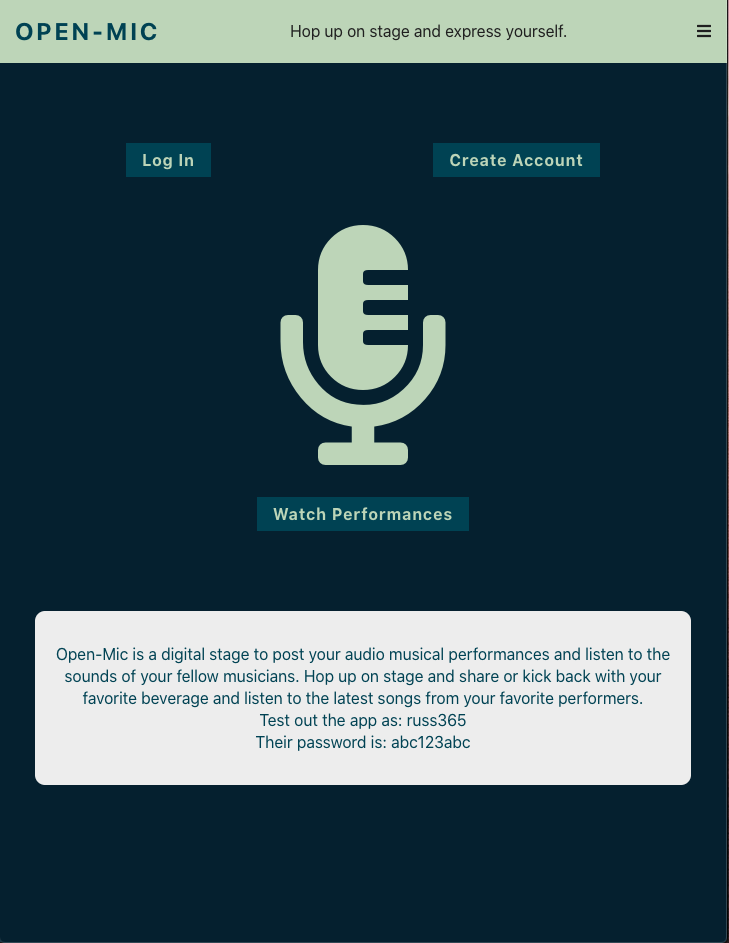 OPEN-MIC
Hop up on stage and express yourself.
Log In
Create Account
Watch Performances
Open-Mic is a digital stage to post your audio musical performances and listen to the
sounds of your fellow musicians. Hop up on stage and share or kick back with your
favorite beverage and listen to the latest songs from your favorite performers.
Test out the app as: russ365
Their password is: abc123abc